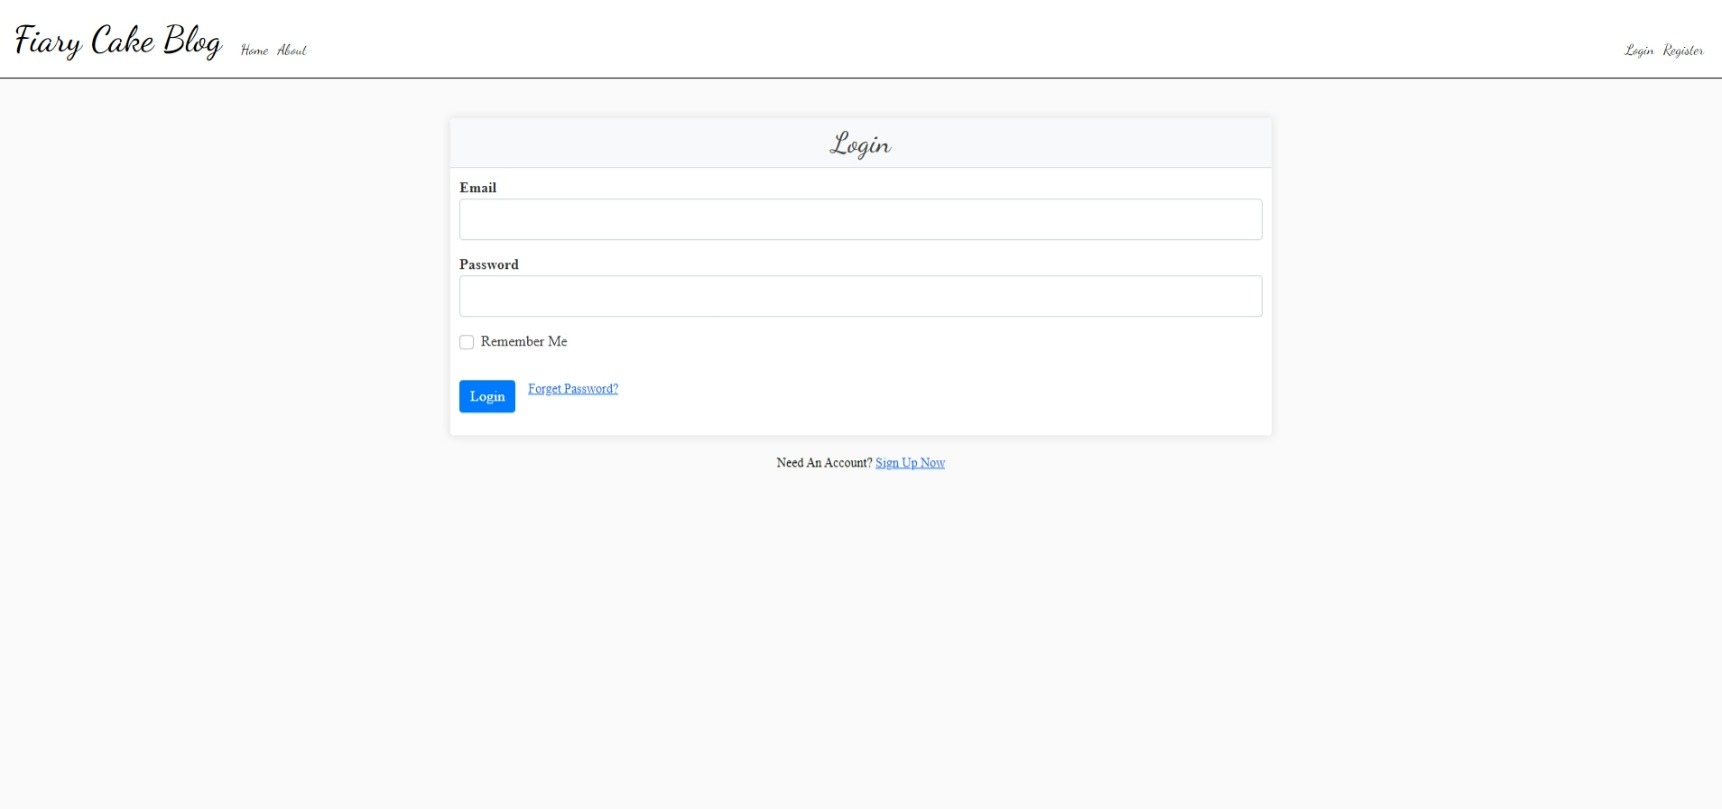 Fiary Cake Blog Home About Login Register
Login
Email
Password
Remember Me
Login Forget Password?
Need An Account? Sign Up Now